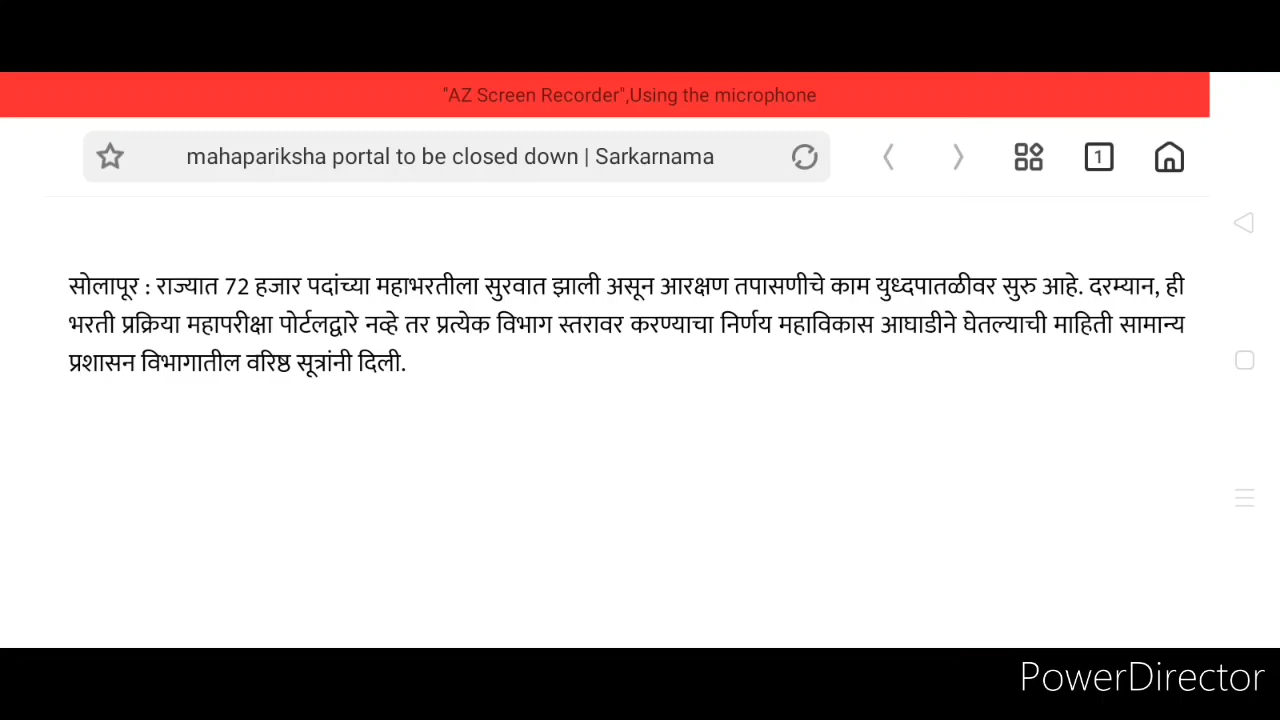 "AZ Screen Recorder",Using the microphone
mahapariksha portal to be closed down | Sarkarnama
1
सोलापूर : राज्यात 72 हजार पदांच्या महाभरतीला सुरवात झाली असून आरक्षण तपासणीचे काम युध्दपातळीवर सुरु आहे. दरम्यान, ही
भरती प्रक्रिया महापरीक्षा पोर्टलद्वारे नव्हे तर प्रत्येक विभाग स्तरावर करण्याचा निर्णय महाविकास आघाडीने घेतल्याची माहिती सामान्य
प्रशासन विभागातील वरिष्ठ सूत्रांनी दिली.
PowerDirector